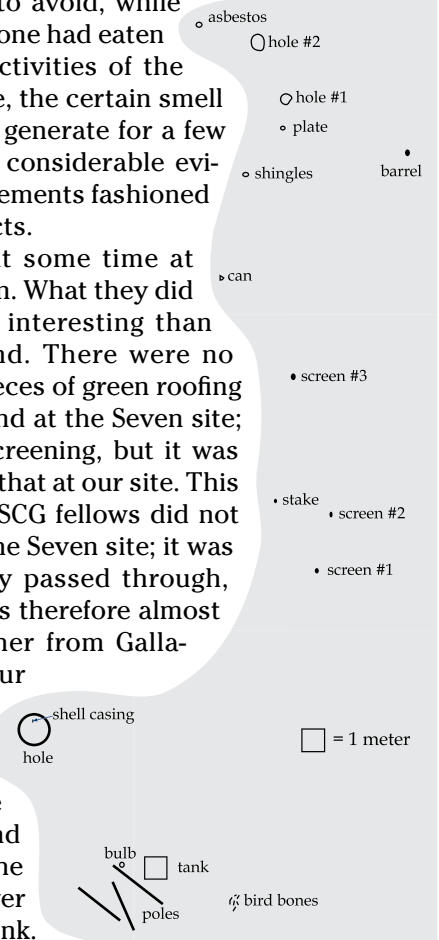 to avoid, while
one had eaten
ctivities of the
e, the certain smell
generate for a few
considerable evi-
ements fashioned
cts.
t some time at
n. What they did
interesting than
nd. There were no
eces of green roofing
nd at the Seven site;
creening, but it was
that at our site. This
SCG fellows did not
he Seven site; it was
y passed through,
s therefore almost
her from Galla-
ur
e
nd
he
ver
nk.
asbestos
hole #2
hole #1
plate
barrel
shingles
can
screen #3
stake
screen #2
screen #1
shell casing
hole
= 1 meter
bulb
tank
poles
bird bones